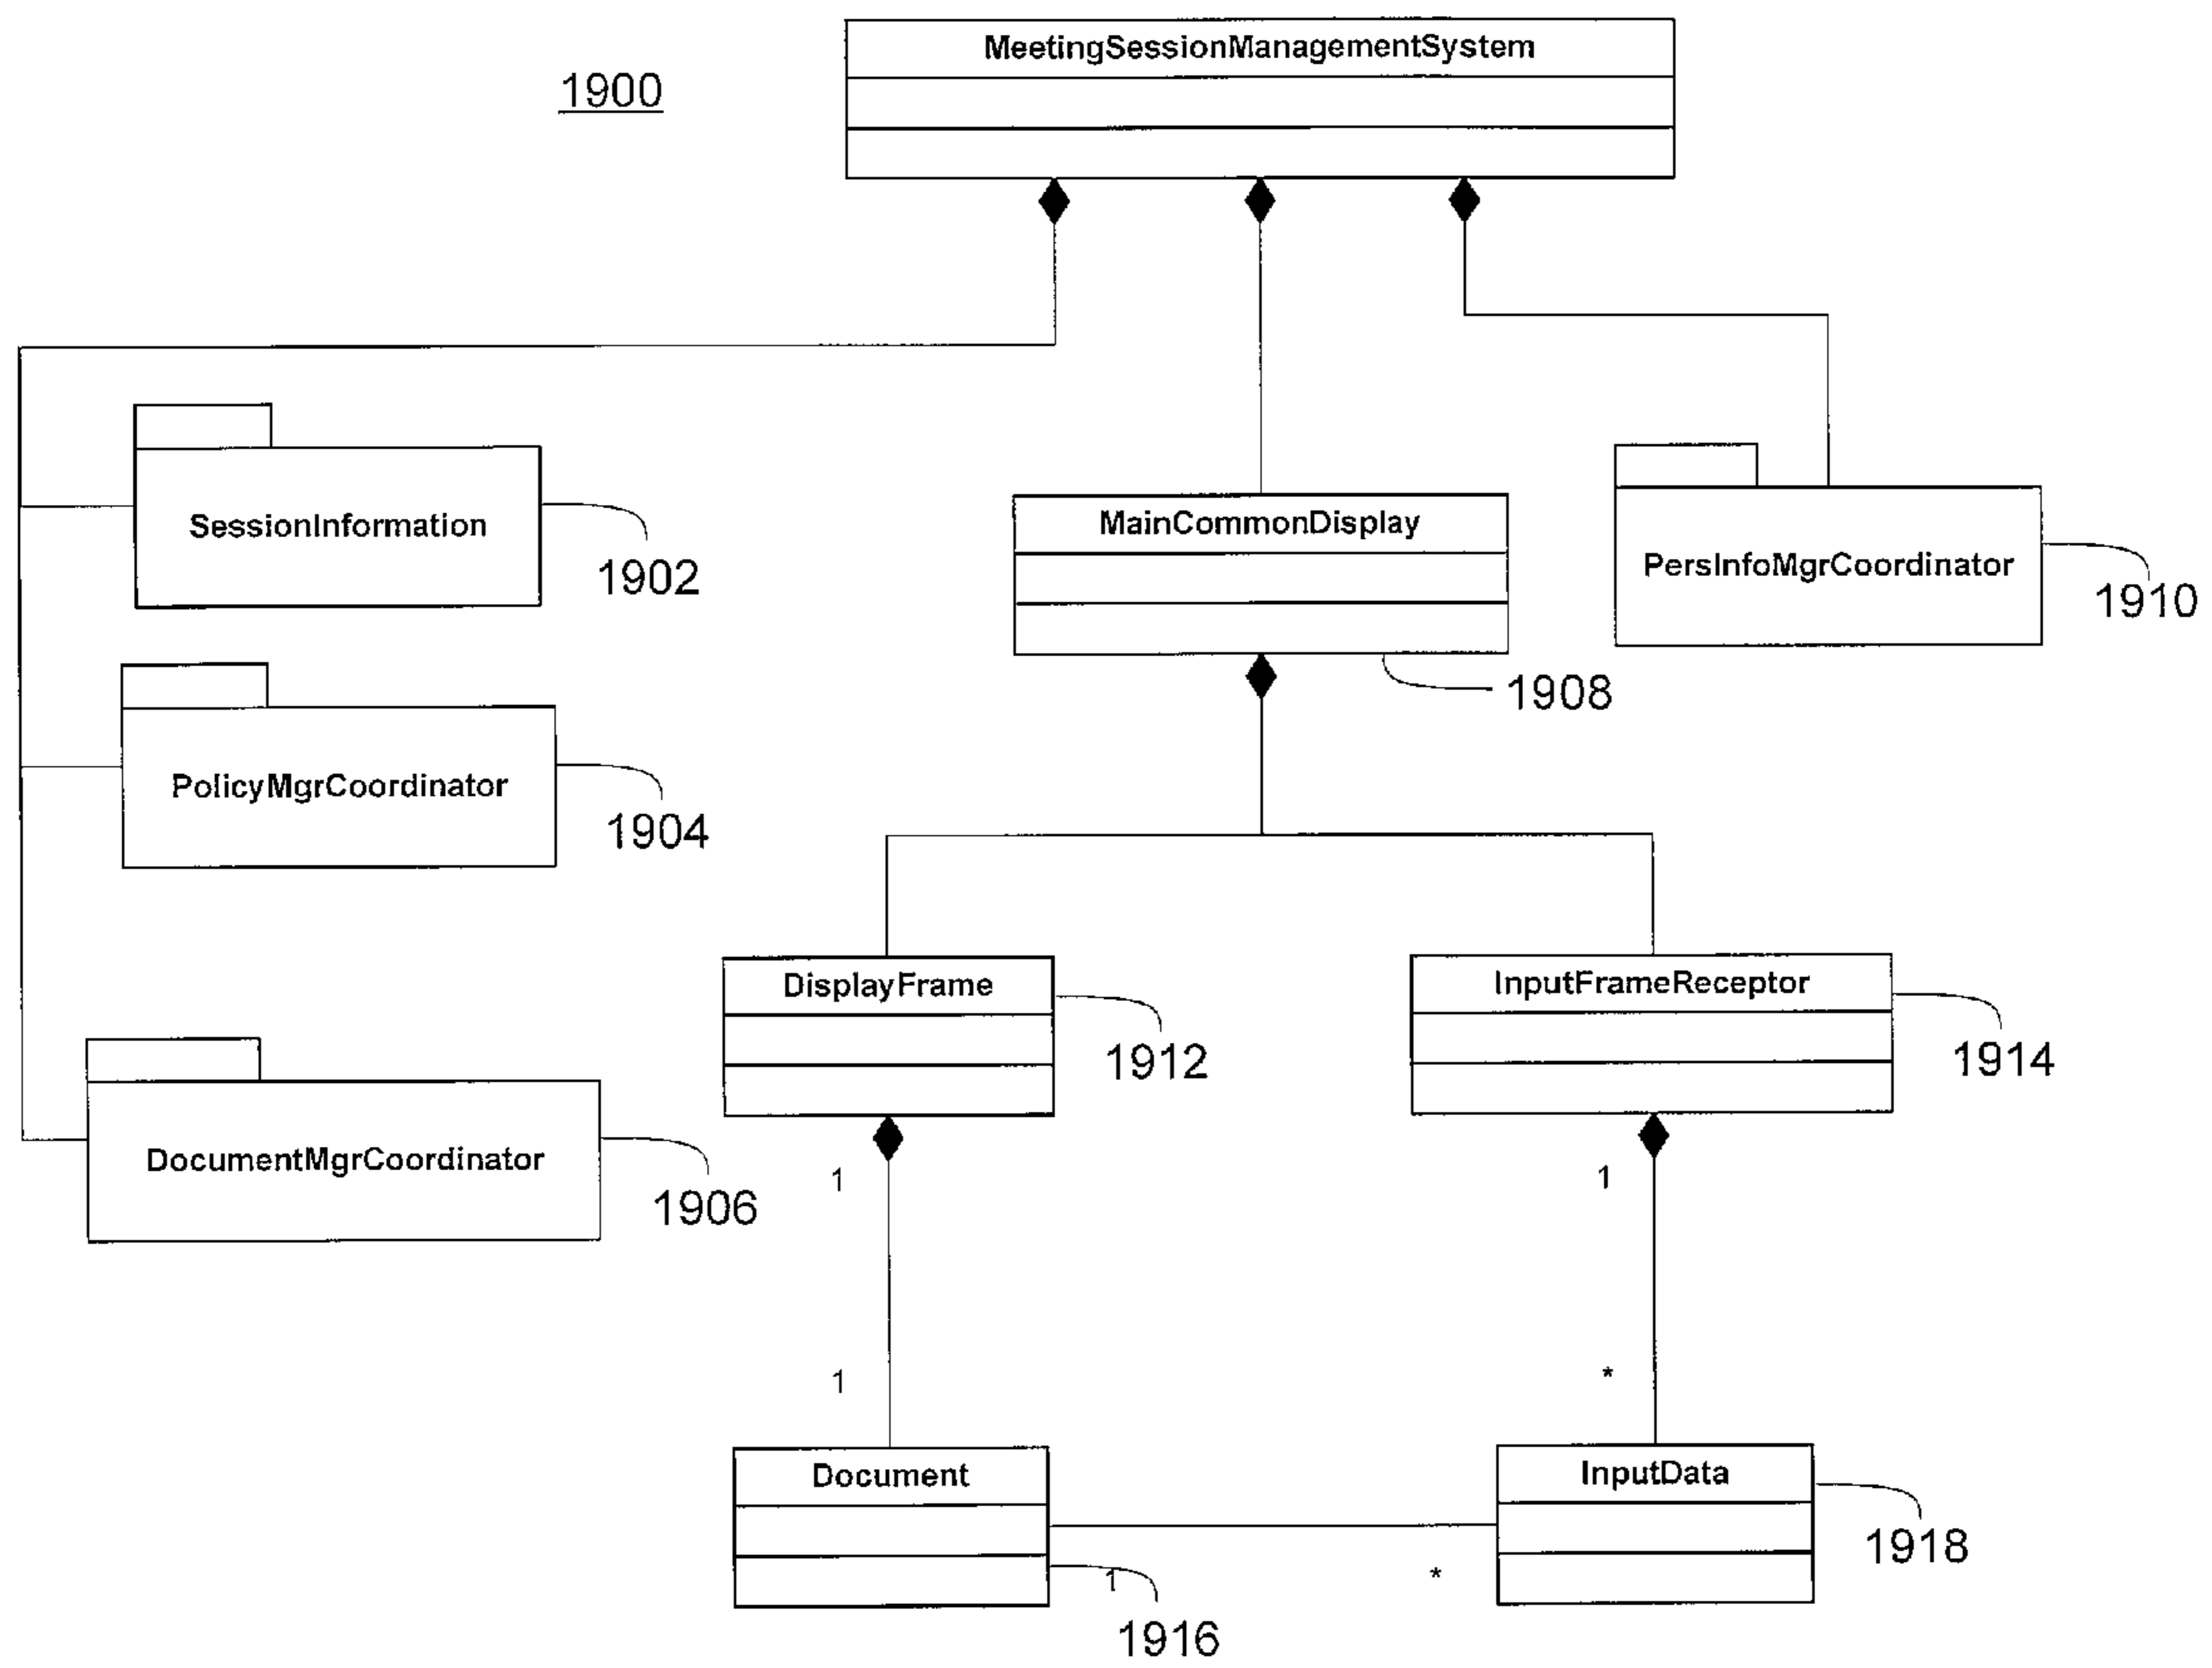 MeetingSessionManagementSystem
1900
SessionInformation
1902
MainCommonDisplay
1908
PersInfoMgrCoordinator
1910
PolicyMgrCoordinator
1904
DisplayFrame
1912
InputFrameReceptor
1914
DocumentMgrCoordinator
1906
1
1
1
*
Document
1916
InputData
1918
1
*